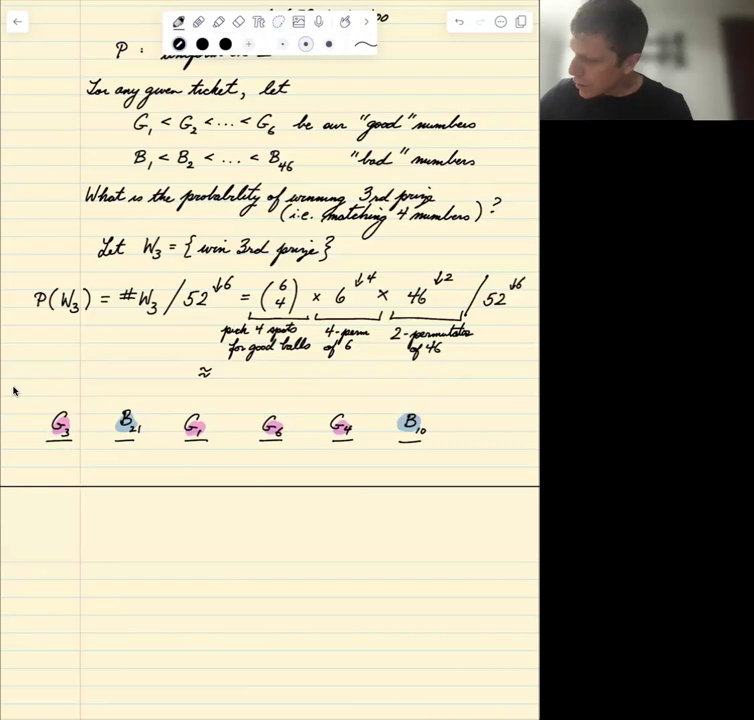 P :
For any given ticket, let
G₁ < G₂ < ... < G₆ be our "good" numbers
B₁ < B₂ < ... < B₄₆ "bad" numbers
What is the probability of winning 3rd prize
(i.e. matching 4 numbers) ?
Let W₃ = { win 3rd prize }
P(W₃) = #W₃ / 52^↓6 = (6 4) × 6^↓4 × 46^↓2 / 52^↓6
pick 4 spots for good balls
4-perm of 6
2-permutates of 46
≈
G₃ B₂₁ G₁ G₆ G₄ B₁₀